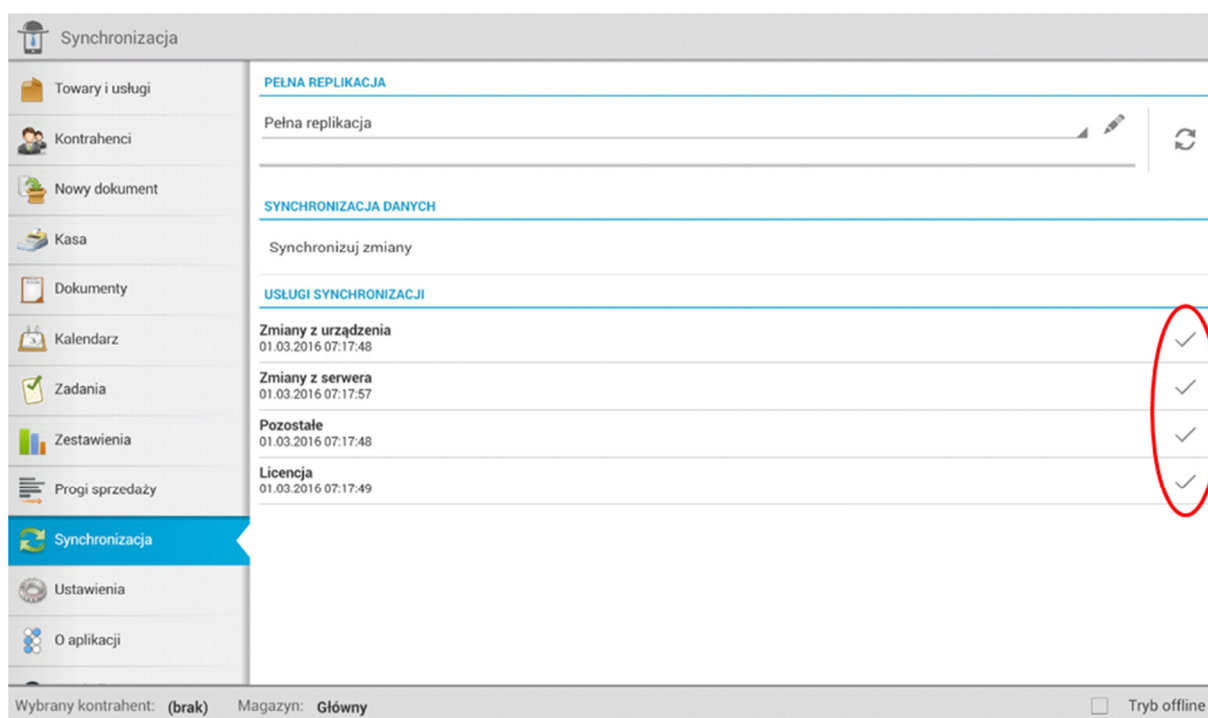 Synchronizacja
Towary i usługi
Kontrahenci
Nowy dokument
Kasa
Dokumenty
Kalendarz
Zadania
Zestawienia
Progi sprzedaży
Synchronizacja
Ustawienia
O aplikacji
PEŁNA REPLIKACJA
Pełna replikacja
SYNCHRONIZACJA DANYCH
Synchronizuj zmiany
USŁUGI SYNCHRONIZACJI
Zmiany z urządzenia
01.03.2016 07:17:48
Zmiany z serwera
01.03.2016 07:17:57
Pozostałe
01.03.2016 07:17:48
Licencja
01.03.2016 07:17:49
Wybrany kontrahent: (brak) Magazyn: Główny Tryb offline